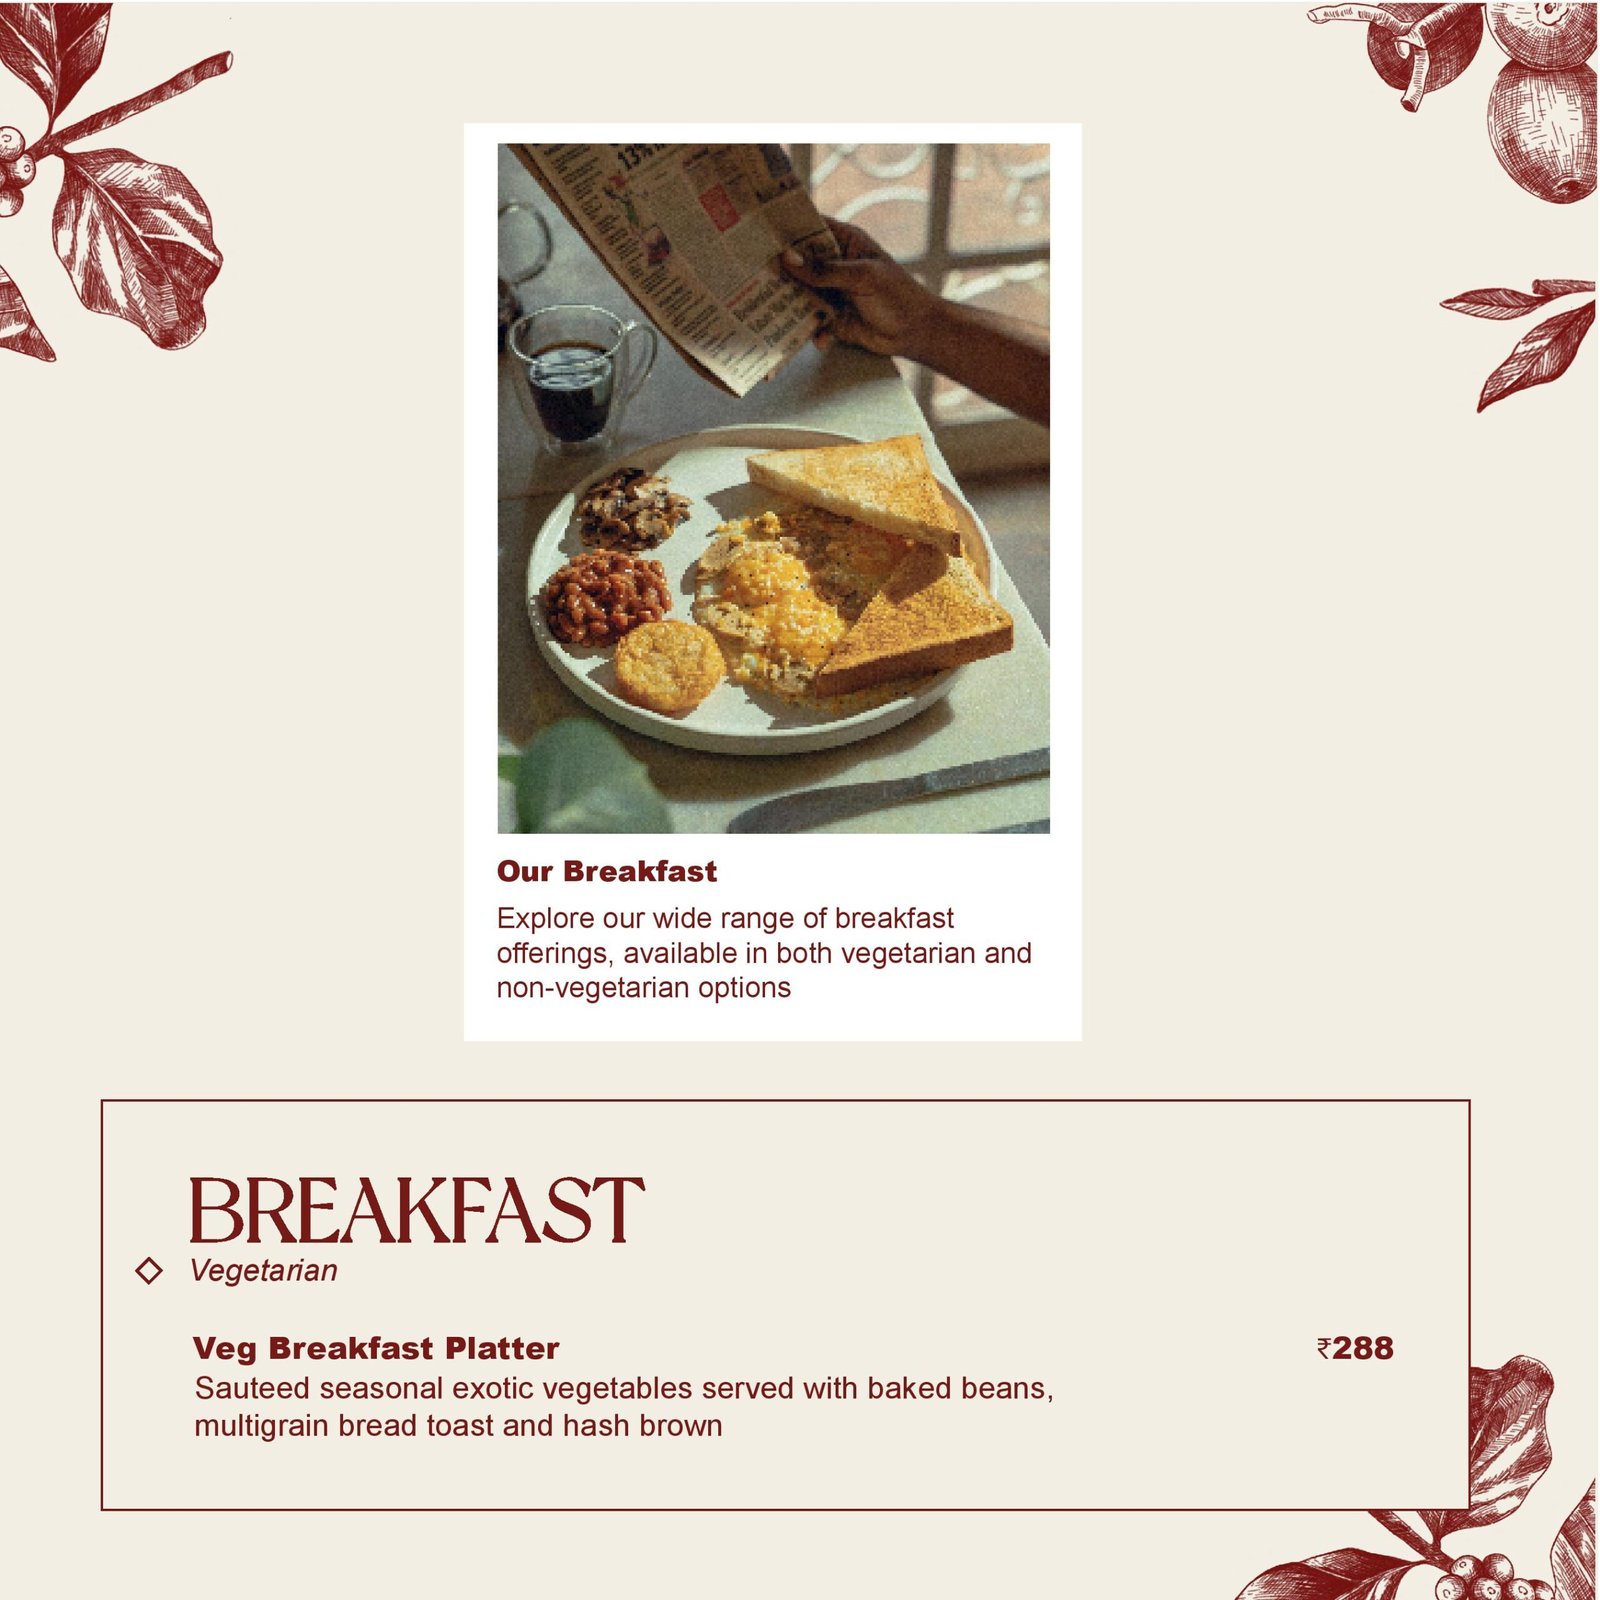 13%
Our Breakfast
Explore our wide range of breakfast
offerings, available in both vegetarian and
non-vegetarian options
BREAKFAST
Vegetarian
Veg Breakfast Platter ₹288
Sauteed seasonal exotic vegetables served with baked beans,
multigrain bread toast and hash brown